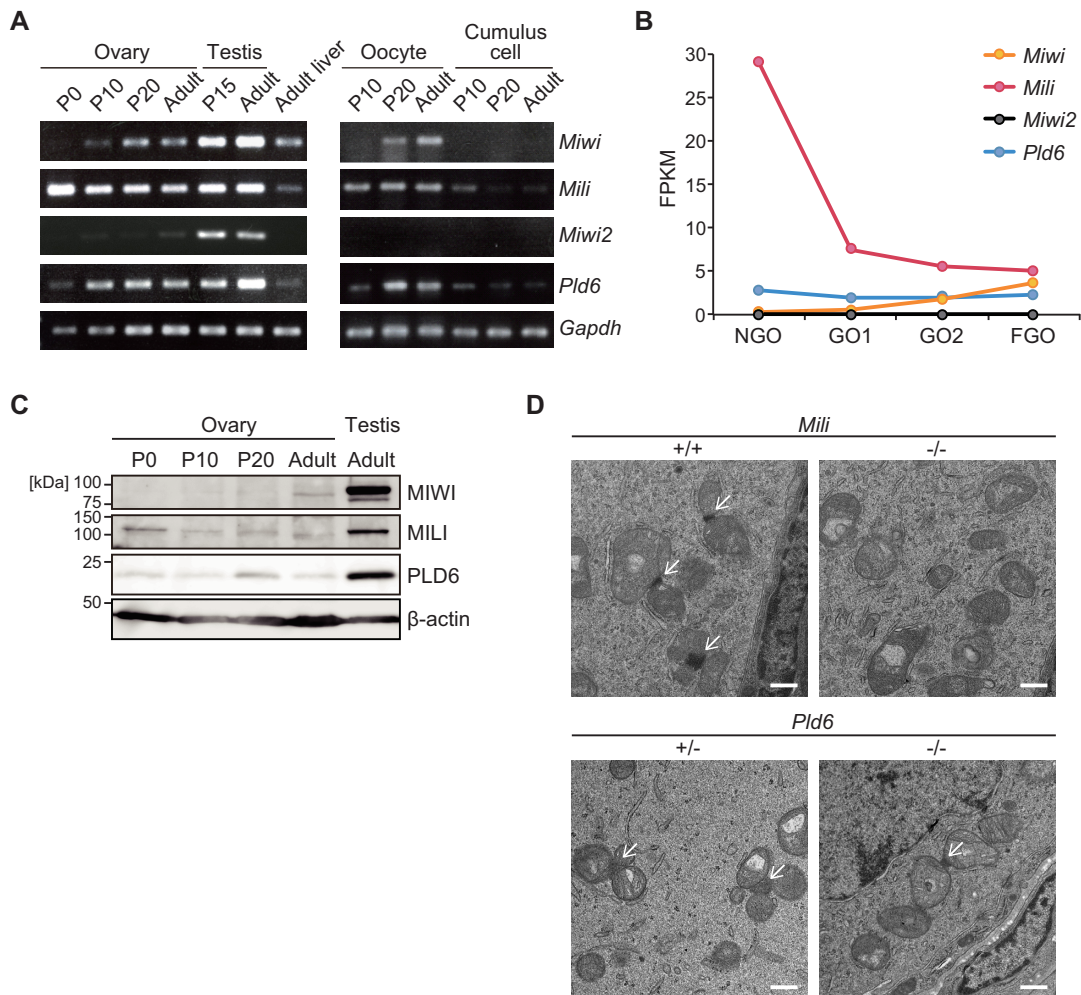 A
Ovary Testis Adult liver
P0 P10 P20 Adult P15 Adult
Oocyte Cumulus cell
P10 P20 Adult P10 P20 Adult
Miwi
Mili
Miwi2
Pld6
Gapdh
B
FPKM
30
25
20
15
10
5
0
NGO GO1 GO2 FGO
Miwi
Mili
Miwi2
Pld6
C
Ovary Testis
P0 P10 P20 Adult Adult
[kDa] 100
75
MIWI
150
100
MILI
25
PLD6
50
β-actin
D
Mili
+/+ -/-
Pld6
+/- -/-